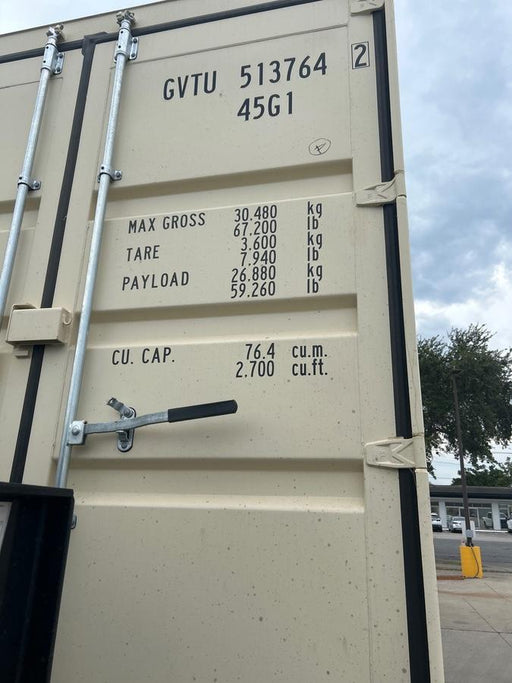 GVTU 513764 2
45G1
MAX GROSS 30.480 kg
67.200 lb
TARE 3.600 kg
7.940 lb
PAYLOAD 26.880 kg
59.260 lb
CU. CAP. 76.4 cu.m.
2.700 cu.ft.